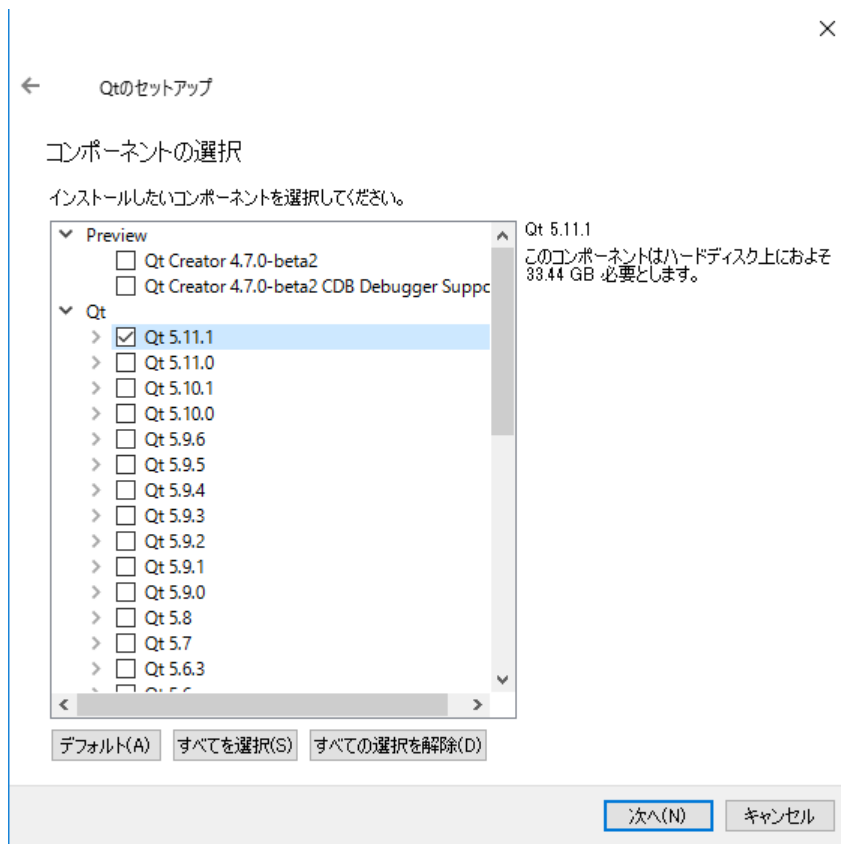 Qtのセットアップ
コンポーネントの選択
インストールしたいコンポーネントを選択してください。
Preview
Qt Creator 4.7.0-beta2
Qt Creator 4.7.0-beta2 CDB Debugger Suppc
Qt
Qt 5.11.1
Qt 5.11.0
Qt 5.10.1
Qt 5.10.0
Qt 5.9.6
Qt 5.9.5
Qt 5.9.4
Qt 5.9.3
Qt 5.9.2
Qt 5.9.1
Qt 5.9.0
Qt 5.8
Qt 5.7
Qt 5.6.3
Qt 5.11.1
このコンポーネントはハードディスク上におよそ
33.44 GB 必要とします。
デフォルト(A)
すべてを選択(S)
すべての選択を解除(D)
次へ(N)
キャンセル